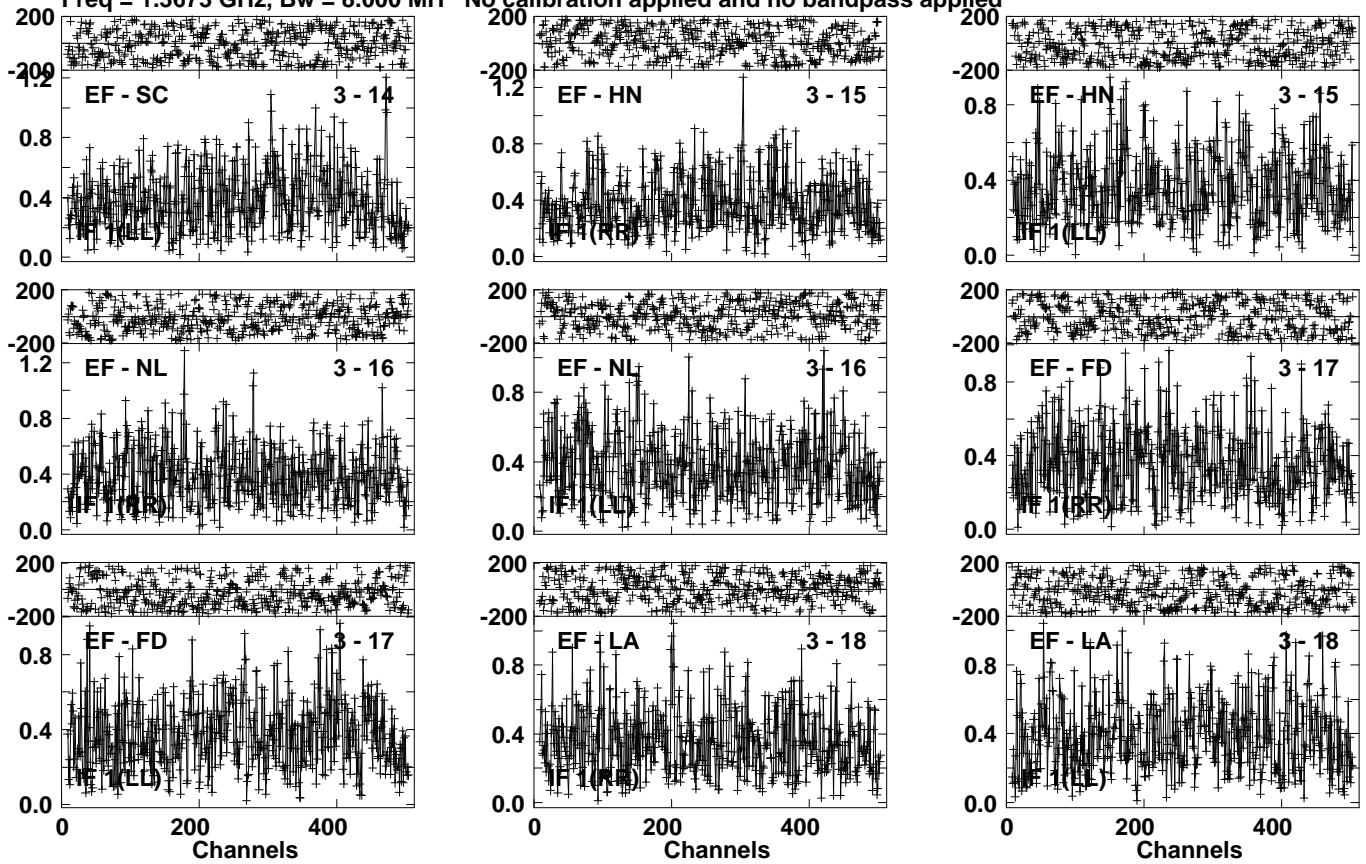 Freq = 1.3673 GHz, Bw = 8.000 MH No calibration applied and no bandpass applied
200 200 200
-200 -200 -200
1.2 EF - SC 3 - 14 1.2 EF - HN 3 - 15 0.8 EF - HN 3 - 15
0.8 0.8 0.4
0.4 0.4
IF 1(LL) IF 1(RR) IF 1(LL)
0.0 0.0 0.0
200 200 200
-200 -200 -200
1.2 EF - NL 3 - 16 EF - NL 3 - 16 EF - FD 3 - 17
0.8 0.8 0.8
0.4 0.4 0.4
IF 1(RR) IF 1(LL) IF 1(RR)
0.0 0.0 0.0
200 200 200
-200 -200 -200
EF - FD 3 - 17 EF - LA 3 - 18 EF - LA 3 - 18
0.8 0.8 0.8
0.4 0.4 0.4
IF 1(LL) IF 1(RR) IF 1(LL)
0.0 0.0 0.0
0 200 400 0 200 400 0 200 400
Channels Channels Channels